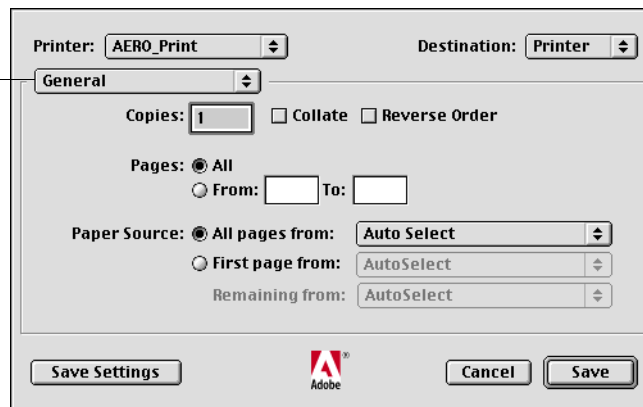 Printer: AERO_Print Destination: Printer
General
Copies: 1 Collate Reverse Order
Pages: All
From: To:
Paper Source: All pages from: Auto Select
First page from: AutoSelect
Remaining from: AutoSelect
Save Settings Adobe® Cancel Save